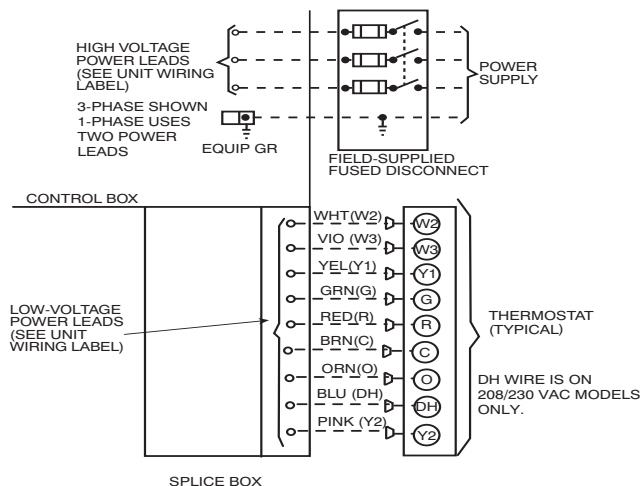 HIGH VOLTAGE
POWER LEADS
(SEE UNIT WIRING
LABEL)
POWER
SUPPLY
3-PHASE SHOWN
1-PHASE USES
TWO POWER
LEADS
EQUIP GR
FIELD-SUPPLIED
FUSED DISCONNECT
CONTROL BOX
WHT(W2)
W2
VIO (W3)
W3
YEL(Y1)
Y1
GRN(G)
G
RED(R)
R
BRN(C)
C
ORN(O)
O
BLU (DH)
DH
PINK (Y2)
Y2
LOW-VOLTAGE
POWER LEADS
(SEE UNIT
WIRING LABEL)
THERMOSTAT
(TYPICAL)
DH WIRE IS ON
208/230 VAC MODELS
ONLY.
SPLICE BOX